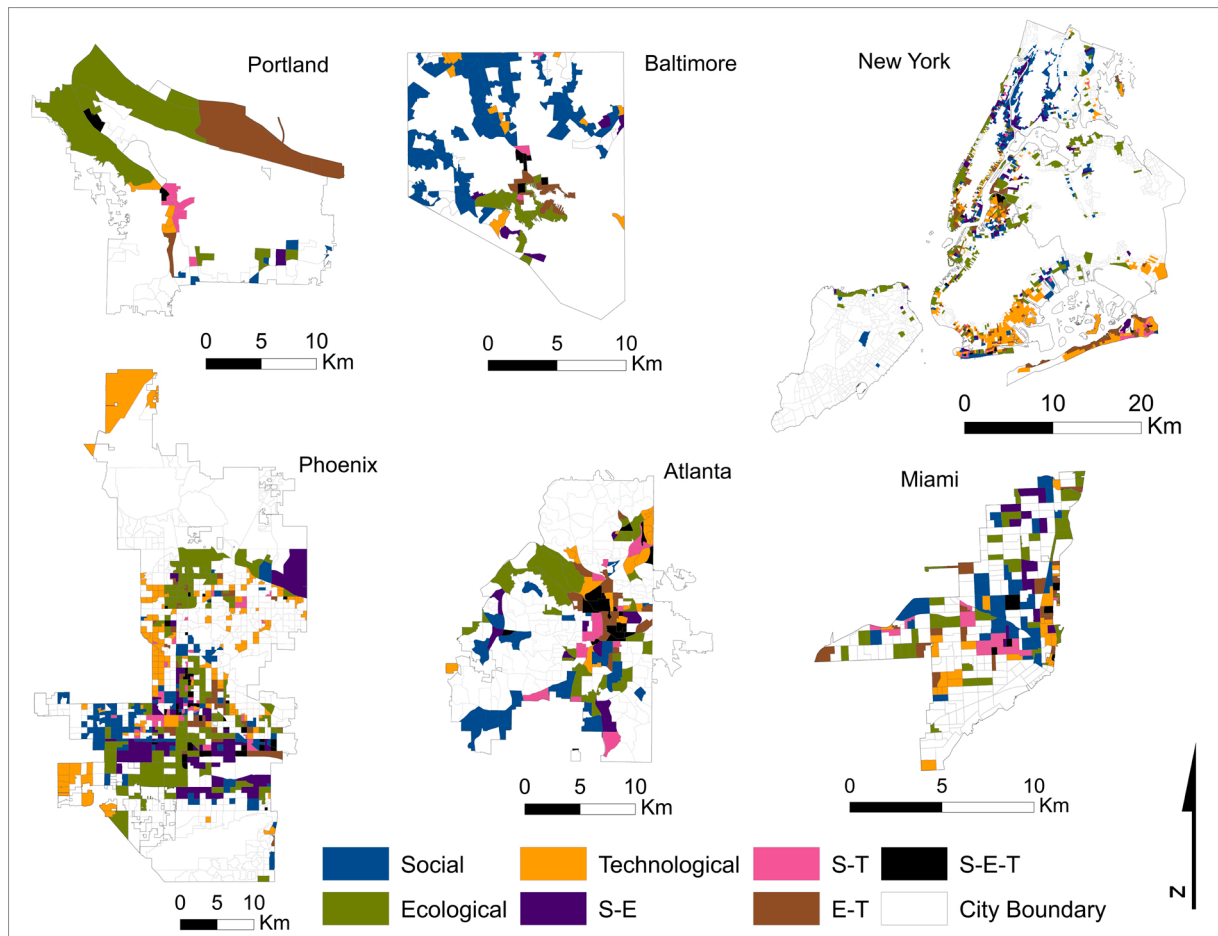 Portland
Baltimore
New York
0 5 10
Km
0 5 10
Km
0 10 20
Km
Phoenix
Atlanta
Miami
0 5 10
Km
0 5 10
Km
0 5 10
Km
Social
Technological
S-T
S-E-T
Ecological
S-E
E-T
City Boundary
N